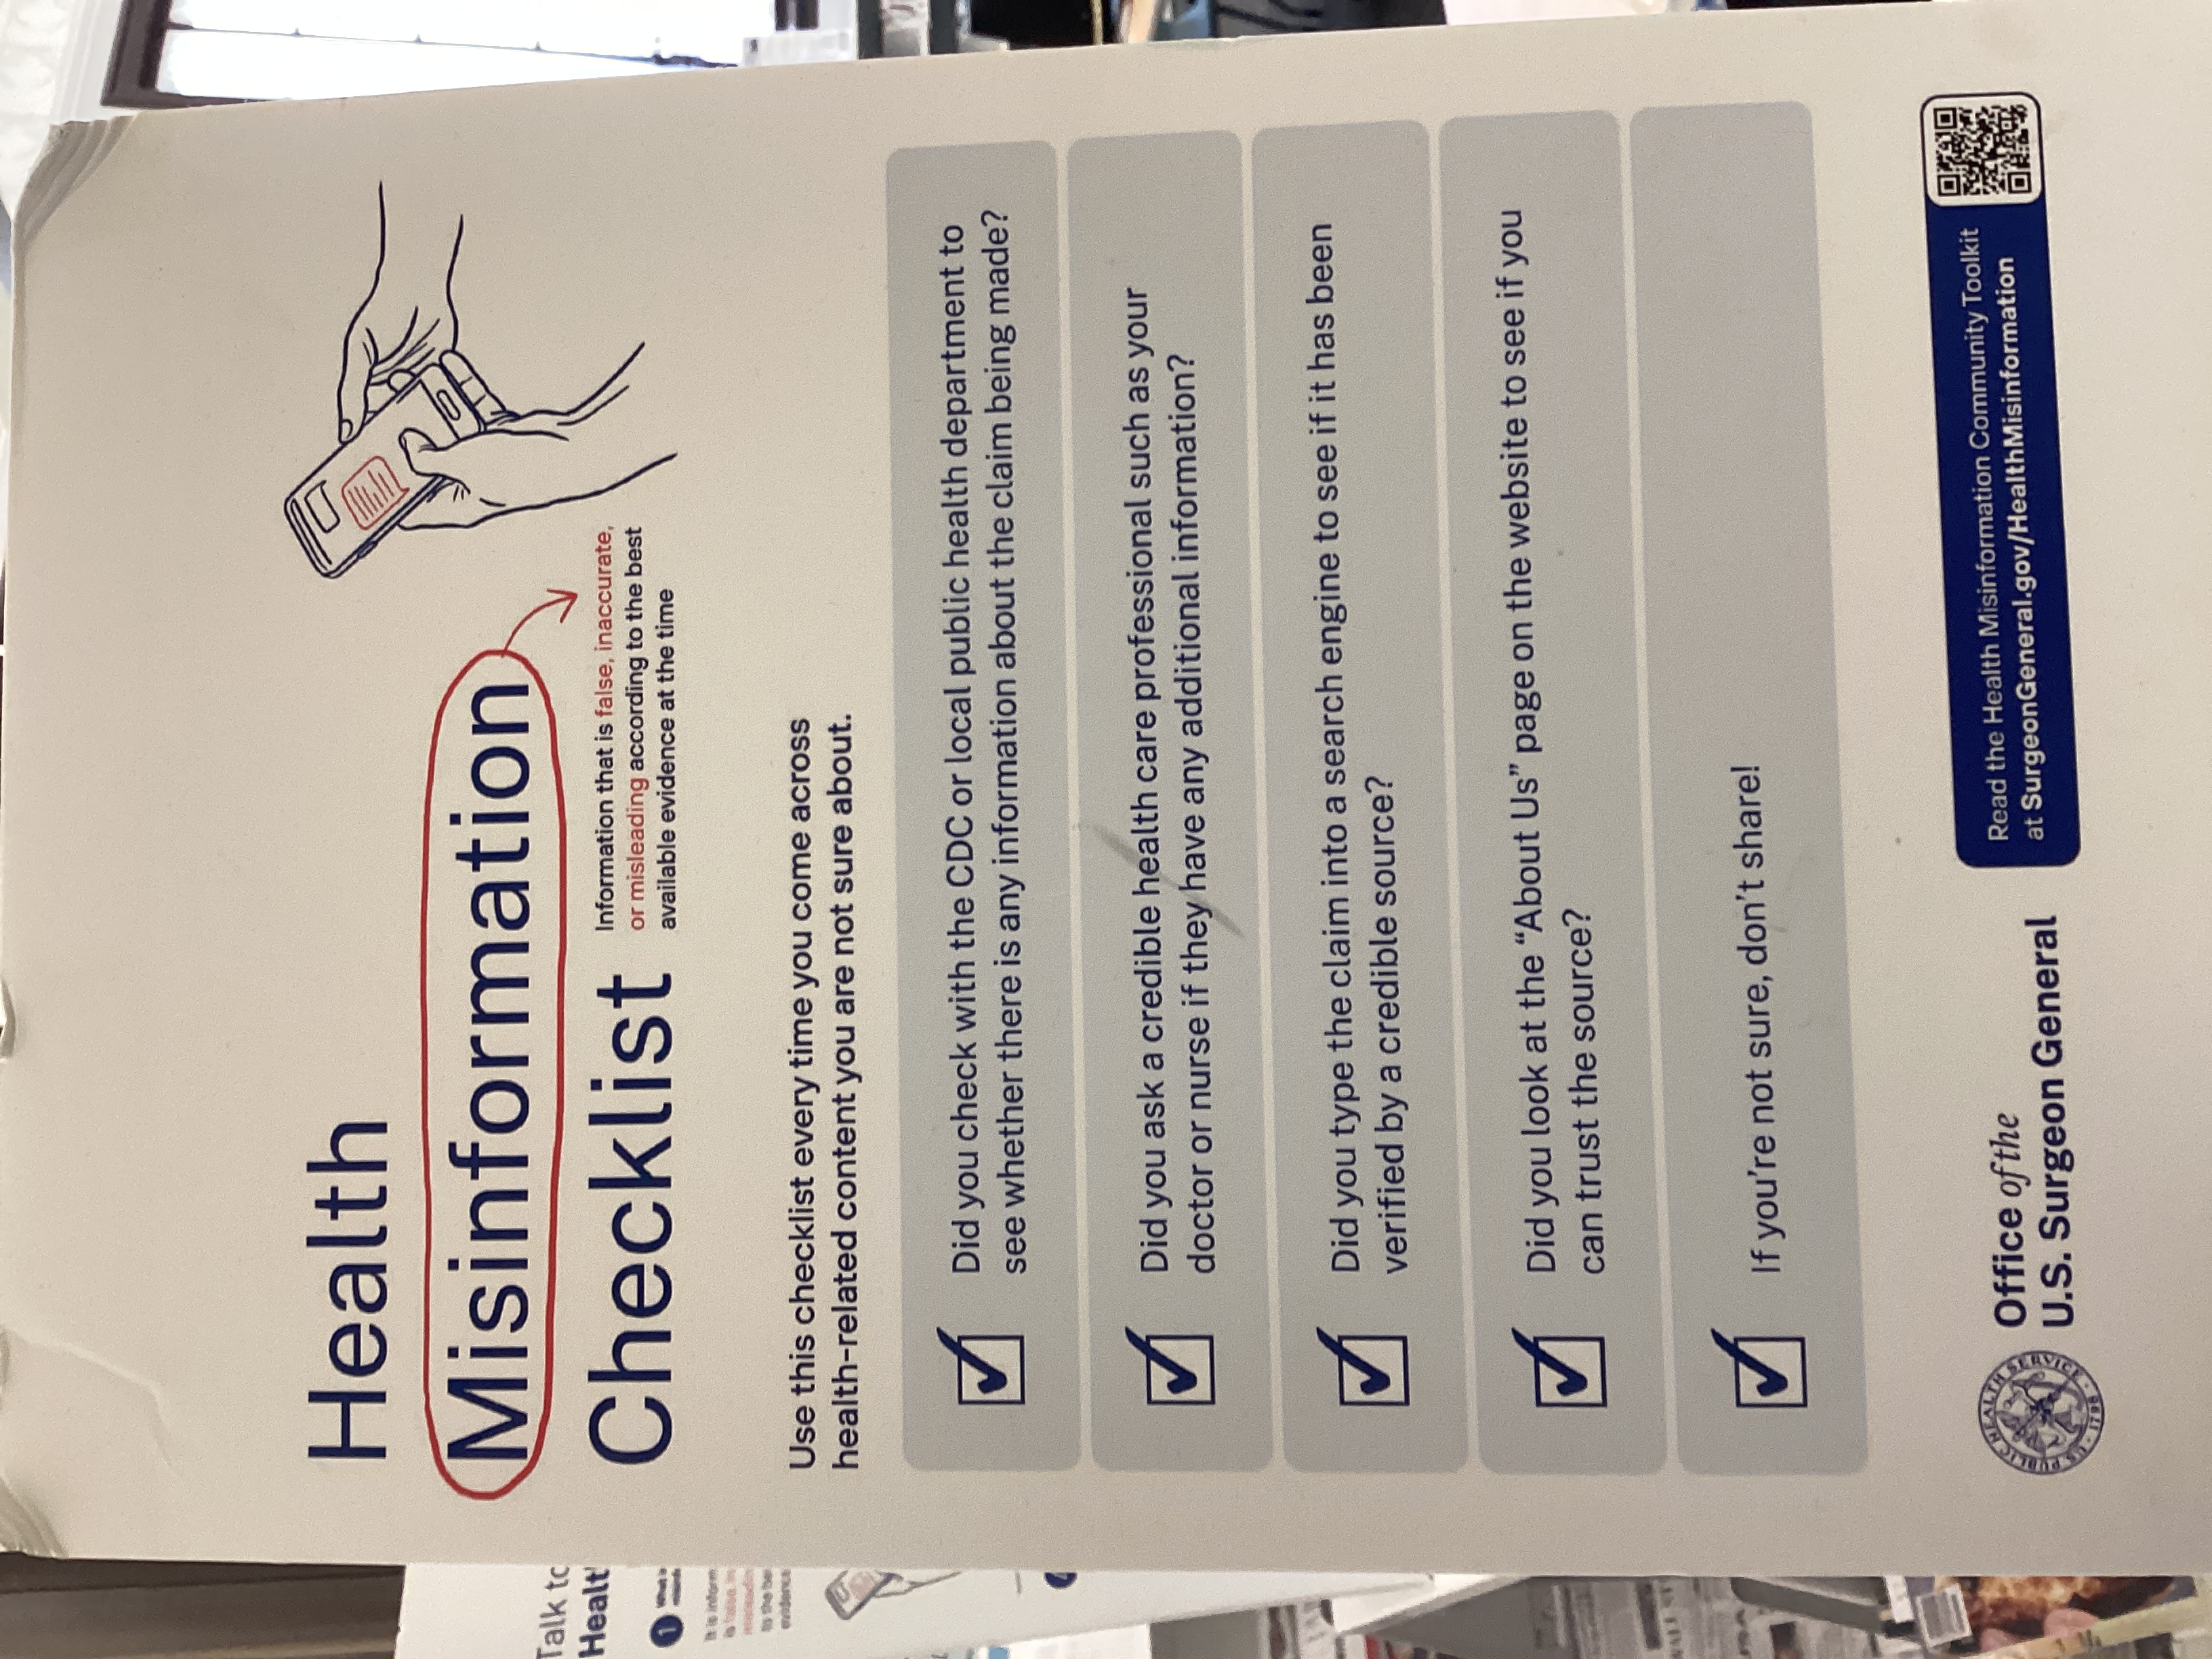 Health
Misinformation
Checklist
Information that is false, inaccurate,
or misleading according to the best
available evidence at the time
Use this checklist every time you come across
health-related content you are not sure about.
Did you check with the CDC or local public health department to
see whether there is any information about the claim being made?
Did you ask a credible health care professional such as your
doctor or nurse if they have any additional information?
Did you type the claim into a search engine to see if it has been
verified by a credible source?
Did you look at the “About Us” page on the website to see if you
can trust the source?
If you’re not sure, don’t share!
U.S. PUBLIC HEALTH SERVICE
1798
Office of the
U.S. Surgeon General
Read the Health Misinformation Community Toolkit
at SurgeonGeneral.gov/HealthMisinformation
Talk
1
It is